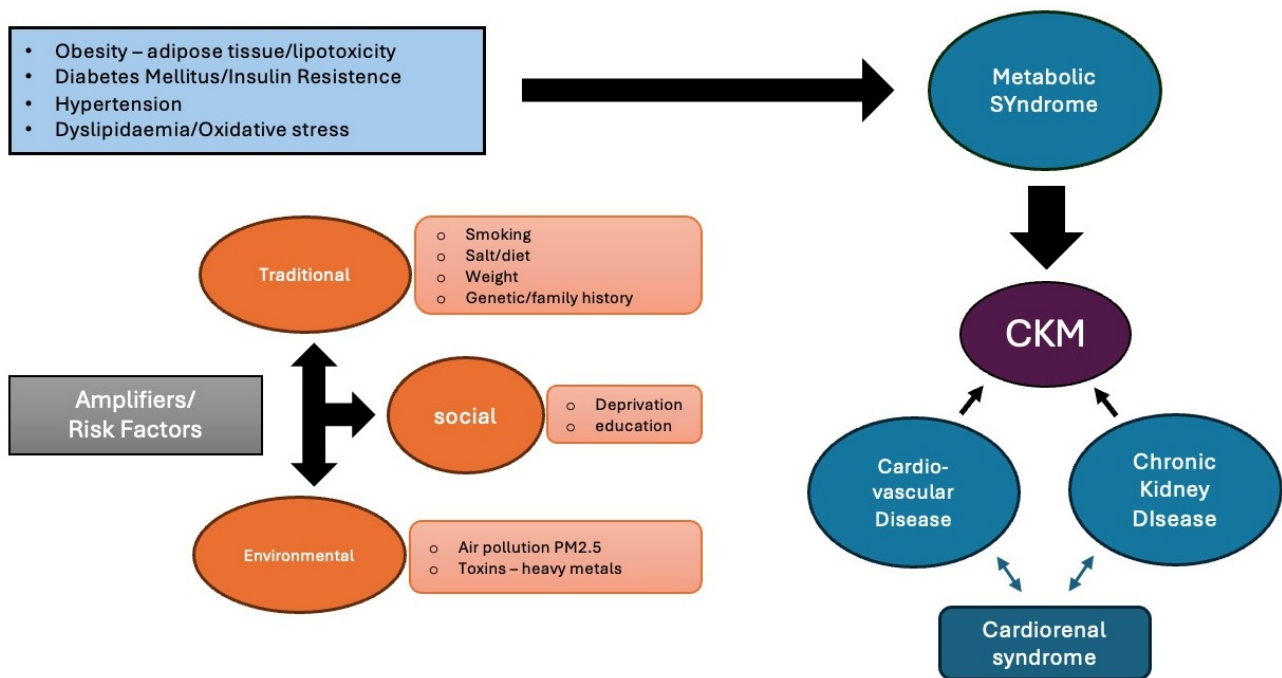 • Obesity – adipose tissue/lipotoxicity
• Diabetes Mellitus/Insulin Resistence
• Hypertension
• Dyslipidaemia/Oxidative stress
Metabolic
SYndrome
Traditional
o Smoking
o Salt/diet
o Weight
o Genetic/family history
CKM
Amplifiers/
Risk Factors
social
o Deprivation
o education
Cardio-
vascular
Disease
Chronic
Kidney
DIsease
Environmental
o Air pollution PM2.5
o Toxins – heavy metals
Cardiorenal
syndrome